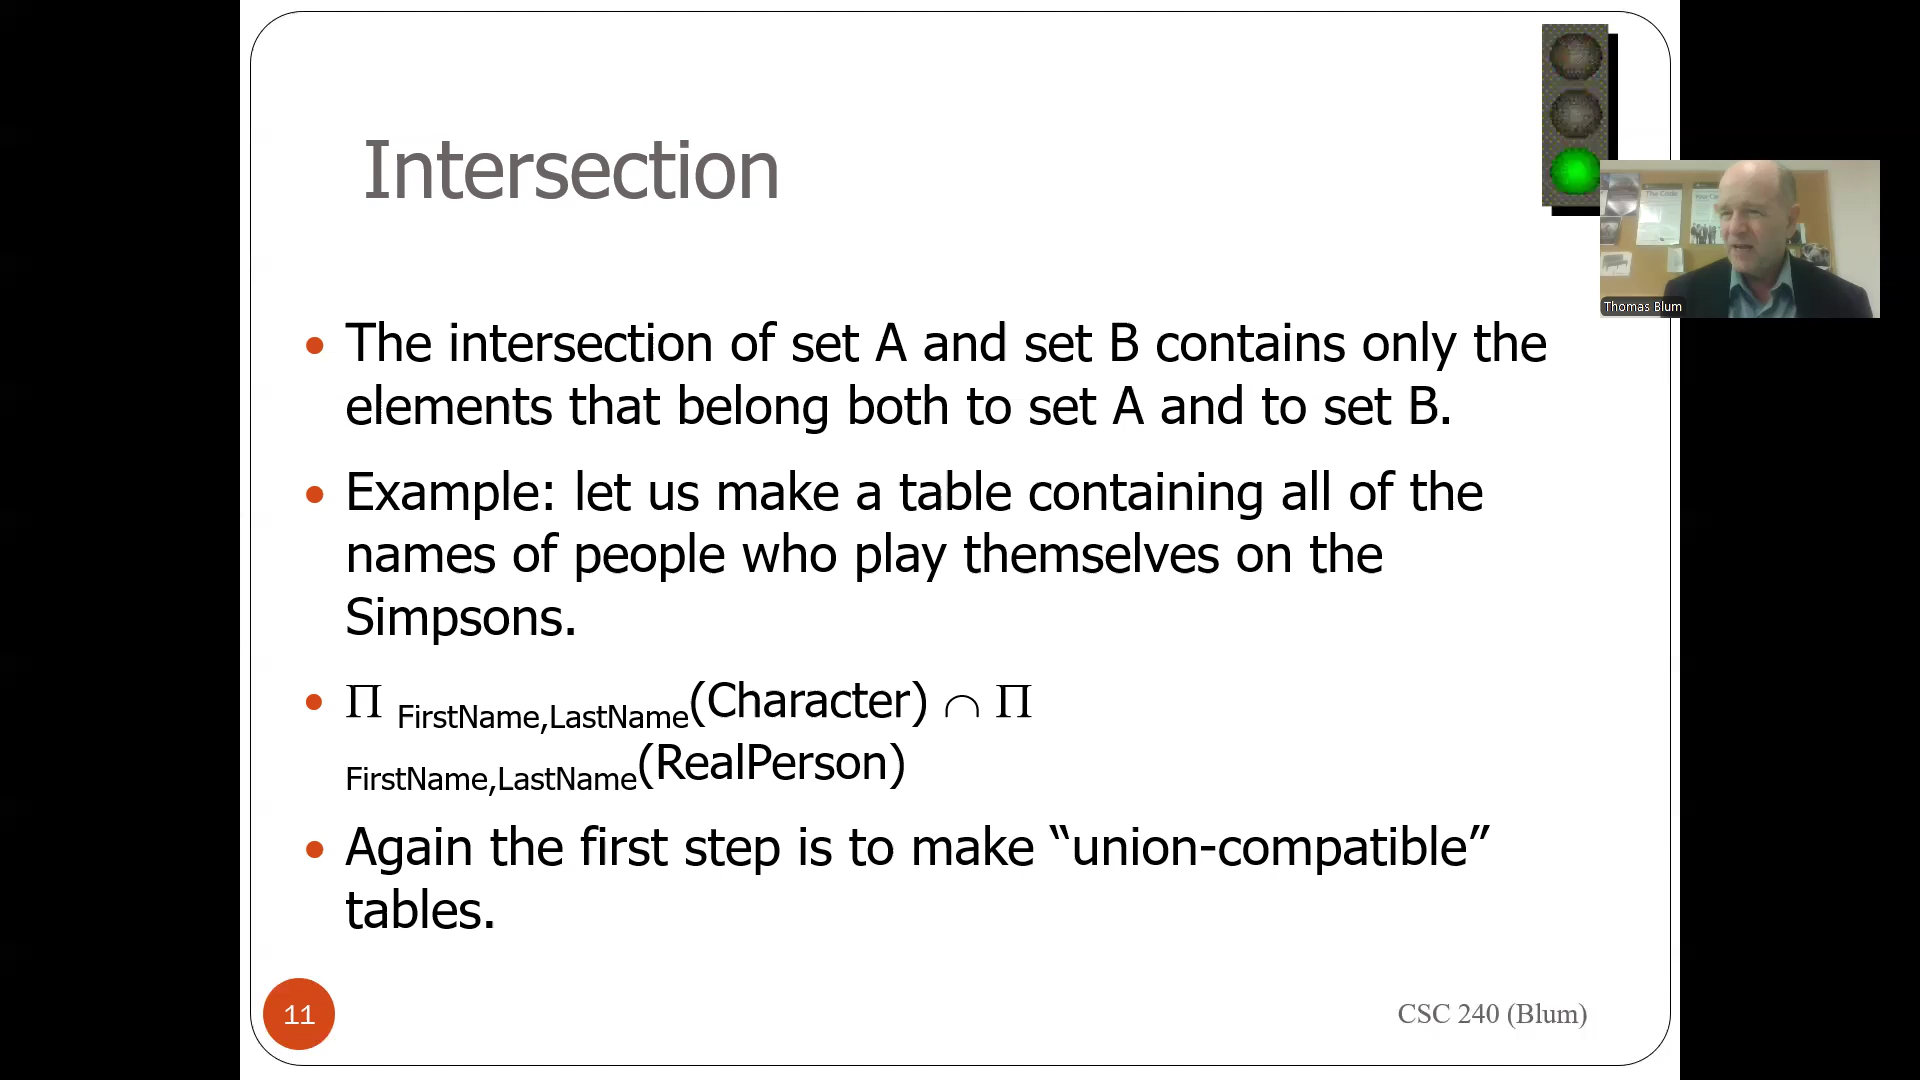 Intersection
The Code
Thomas Blum
• The intersection of set A and set B contains only the
elements that belong both to set A and to set B.
• Example: let us make a table containing all of the
names of people who play themselves on the
Simpsons.
• Π FirstName,LastName(Character) ∩ Π
FirstName,LastName(RealPerson)
• Again the first step is to make “union-compatible”
tables.
11
CSC 240 (Blum)